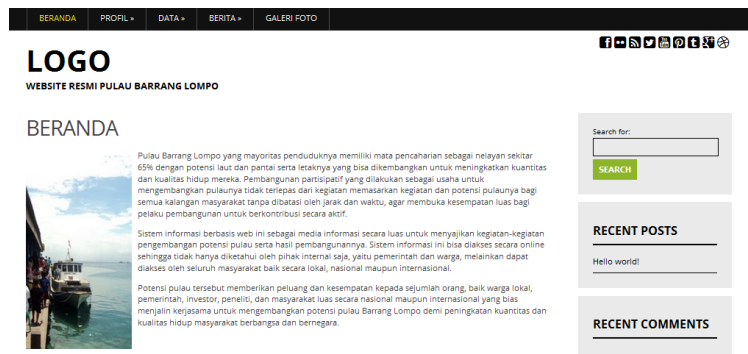 BERANDA PROFIL » DATA » BERITA » GALERI FOTO
LOGO
WEBSITE RESMI PULAU BARRANG LOMPO
BERANDA
Pulau Barrang Lompo yang mayoritas penduduknya memiliki mata pencaharian sebagai nelayan sekitar
65% dengan potensi laut dan pantai serta letaknya yang bisa dikembangkan untuk meningkatkan kuantitas
dan kualitas hidup mereka. Pembangunan partisipatif yang dilakukan sebagai usaha untuk
mengembangkan pulaunya tidak terlepas dari kegiatan memasarkan kegiatan dan potensi pulaunya bagi
semua kalangan masyarakat tanpa dibatasi oleh jarak dan waktu, agar membuka kesempatan luas bagi
pelaku pembangunan untuk berkontribusi secara aktif.
Sistem informasi berbasis web ini sebagai media informasi secara luas untuk menyajikan kegiatan-kegiatan
pengembangan potensi pulau serta hasil pembangunannya. Sistem informasi ini bisa diakses secara online
sehingga tidak hanya diketahui oleh pihak internal saja, yaitu pemerintah dan warga, melainkan dapat
diakses oleh seluruh masyarakat baik secara lokal, nasional maupun internasional.
Potensi pulau tersebut memberikan peluang dan kesempatan kepada sejumlah orang, baik warga lokal,
pemerintah, investor, peneliti, dan masyarakat luas secara nasional maupun internasional yang bias
menjalin kerjasama untuk mengembangkan potensi pulau Barrang Lompo demi peningkatan kuantitas dan
kualitas hidup masyarakat berbangsa dan bernegara.
Search for:
SEARCH
RECENT POSTS
Hello world!
RECENT COMMENTS